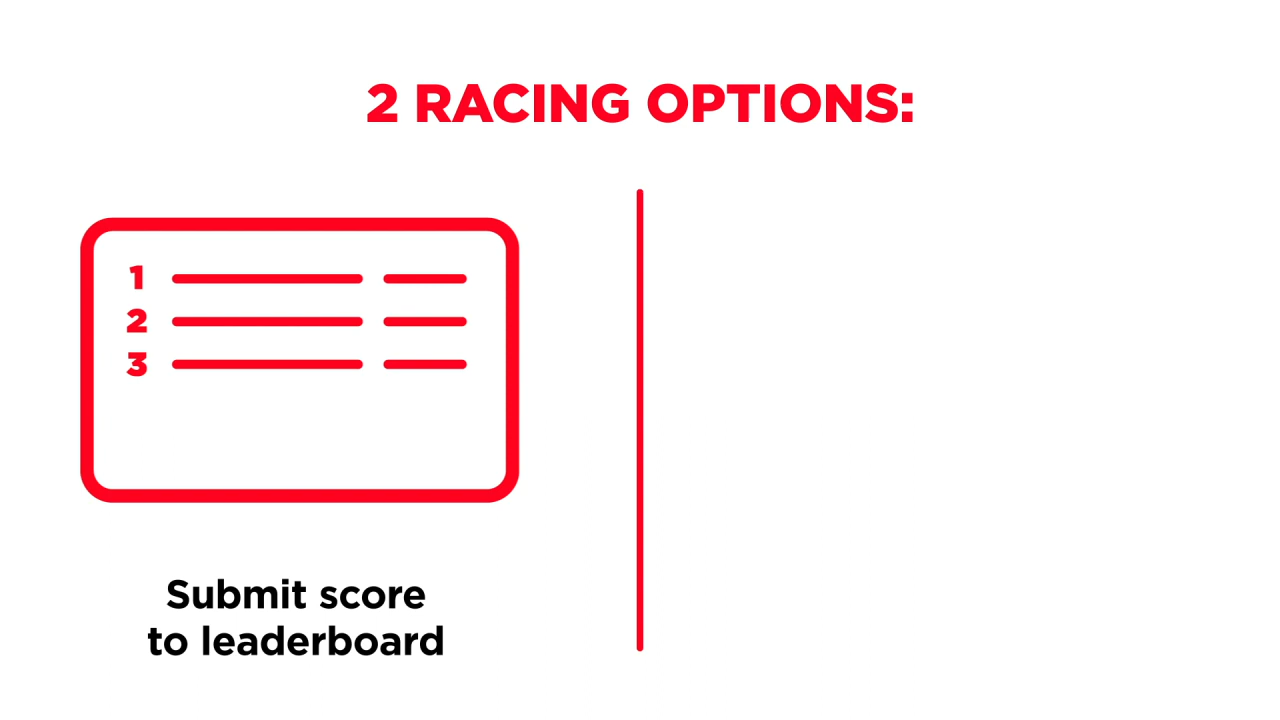 2 RACING OPTIONS:
1
2
3
Submit score
to leaderboard